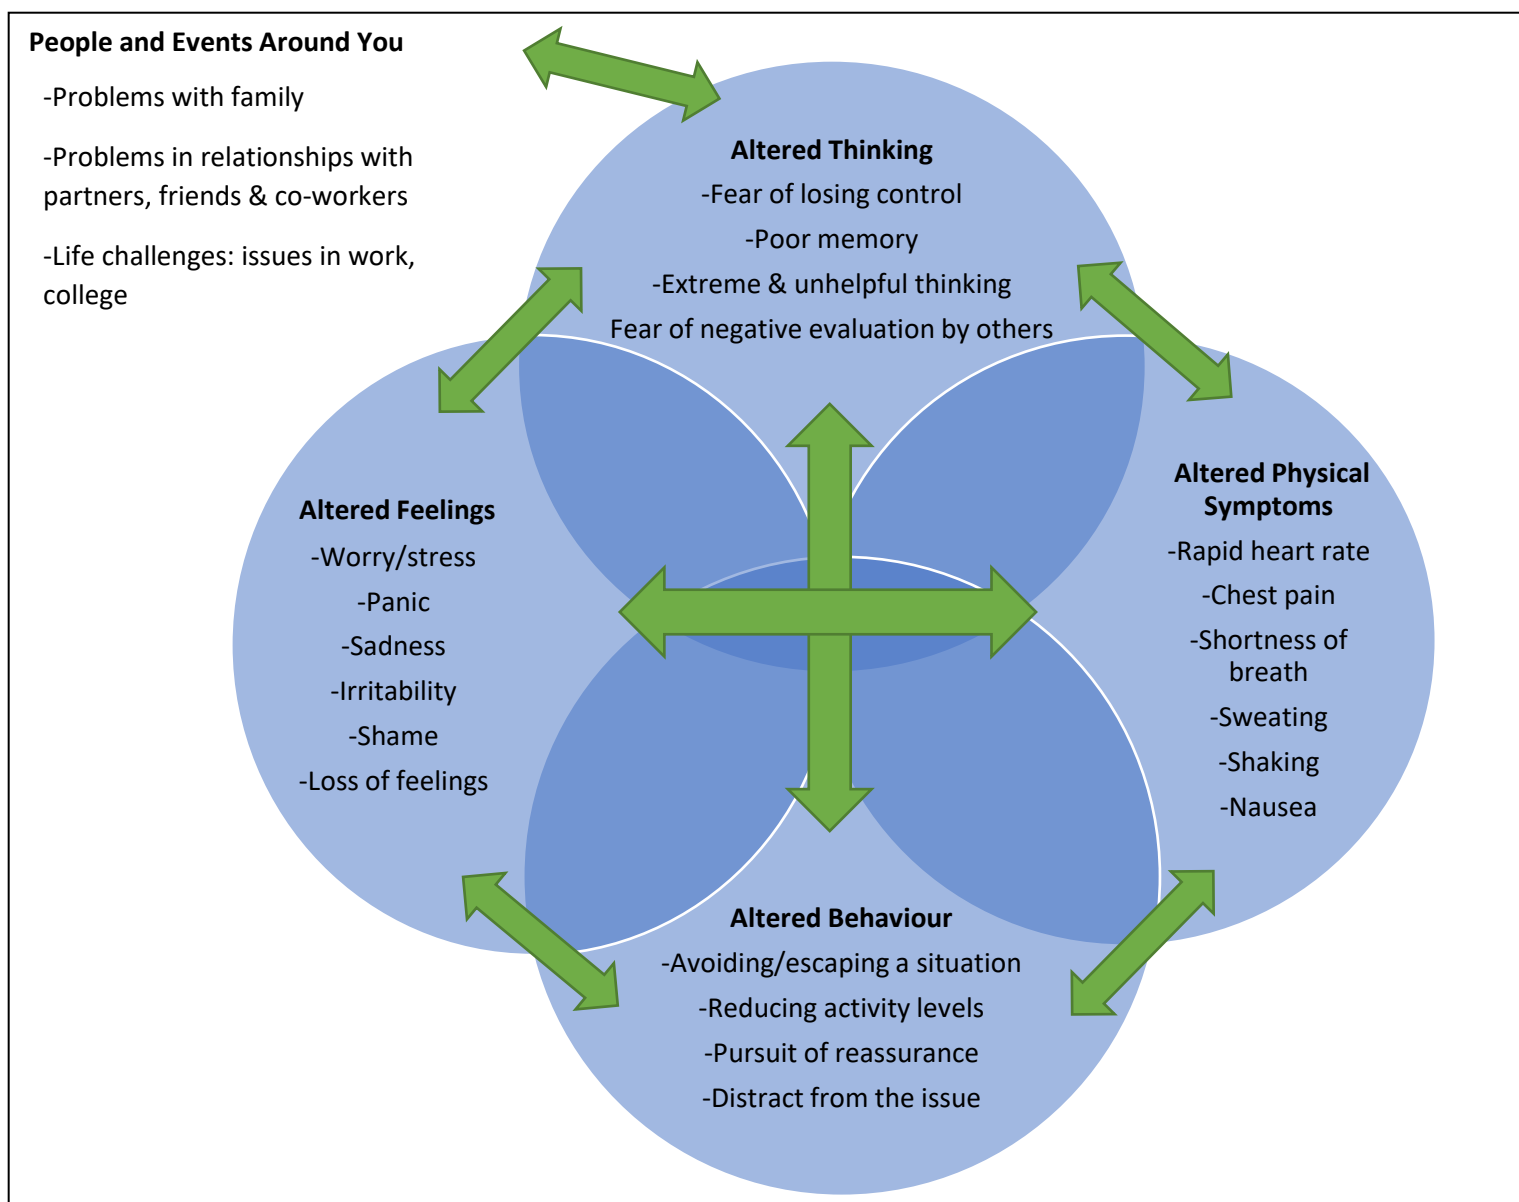 People and Events Around You
-Problems with family
-Problems in relationships with
partners, friends & co-workers
-Life challenges: issues in work,
college
Altered Thinking
-Fear of losing control
-Poor memory
-Extreme & unhelpful thinking
Fear of negative evaluation by others
Altered Feelings
-Worry/stress
-Panic
-Sadness
-Irritability
-Shame
-Loss of feelings
Altered Physical
Symptoms
-Rapid heart rate
-Chest pain
-Shortness of
breath
-Sweating
-Shaking
-Nausea
Altered Behaviour
-Avoiding/escaping a situation
-Reducing activity levels
-Pursuit of reassurance
-Distract from the issue